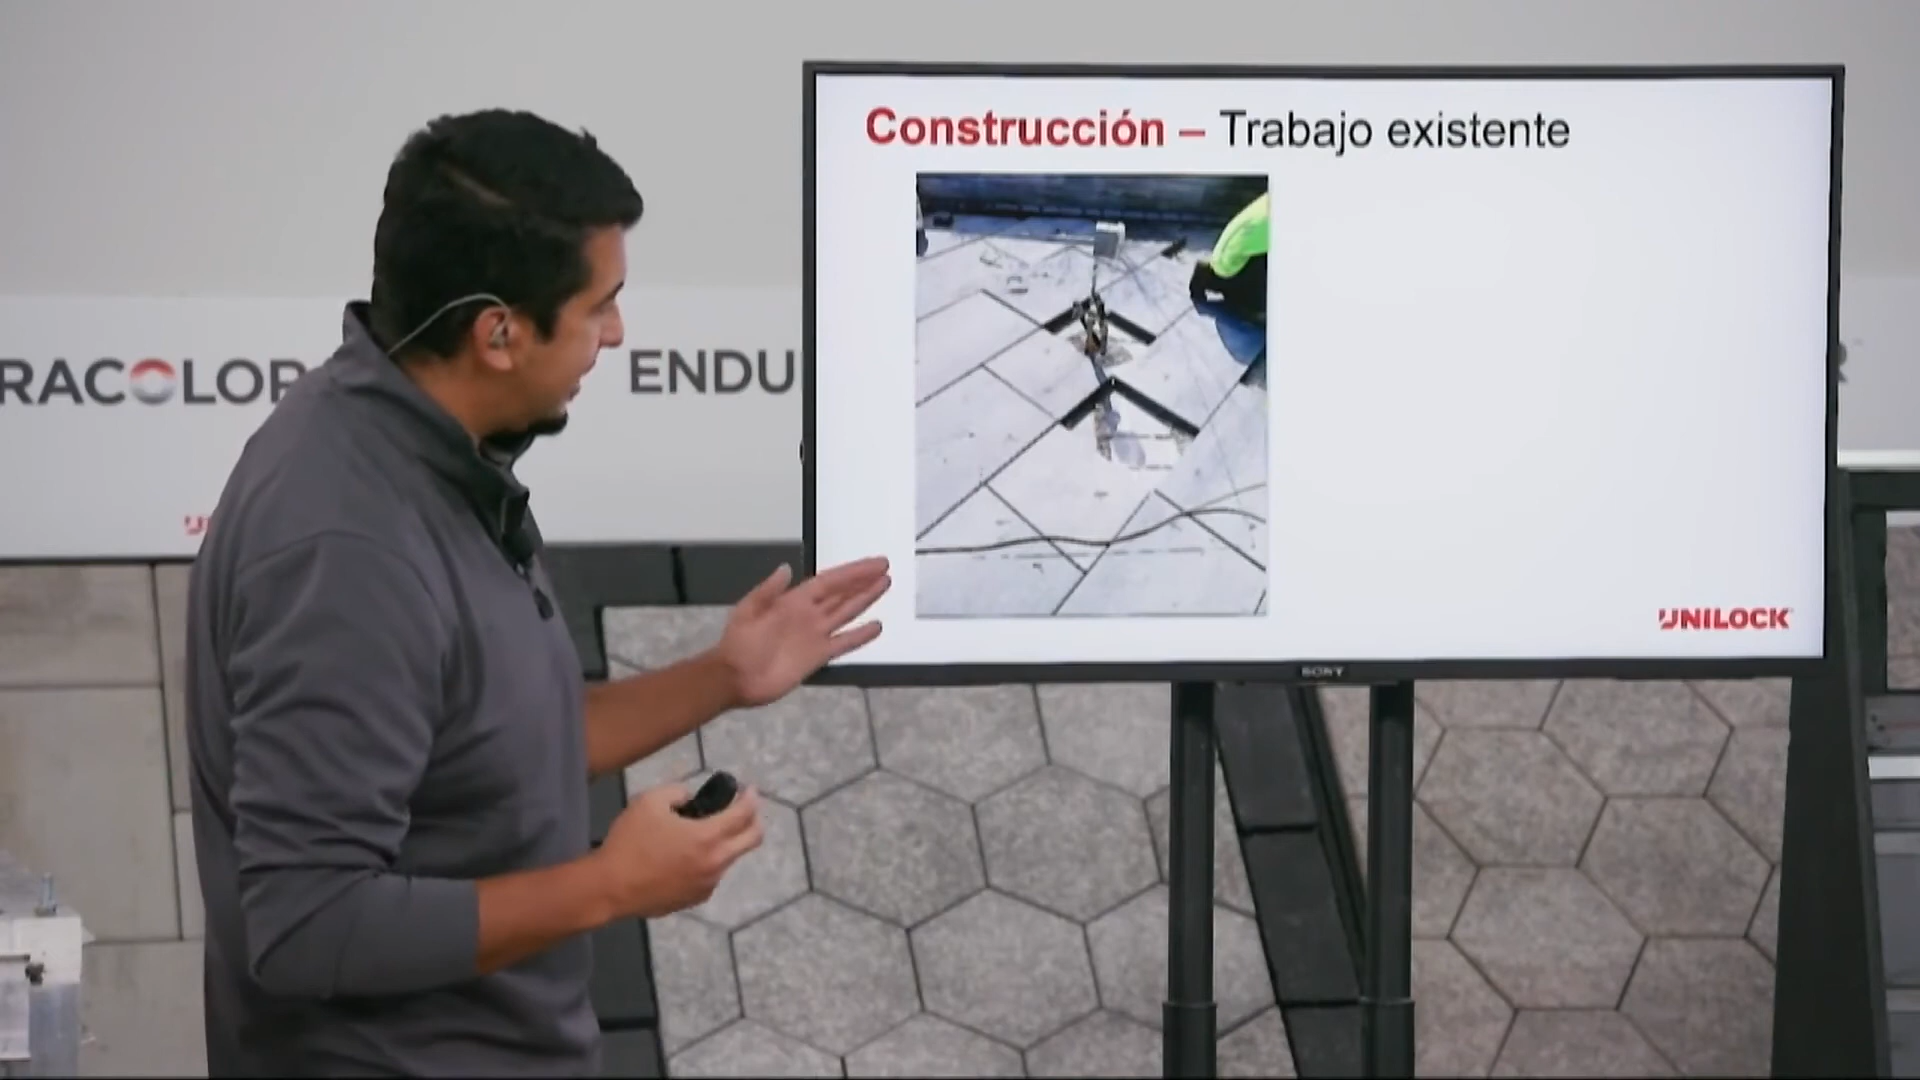 Construcción – Trabajo existente
RACOLOR
ENDU
UNILOCK
SONY